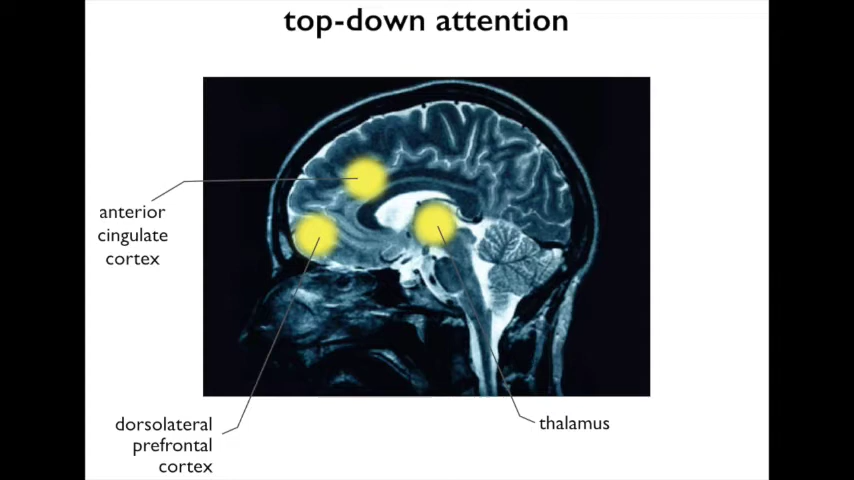 top-down attention
anterior
cingulate
cortex
dorsolateral
prefrontal
cortex
thalamus